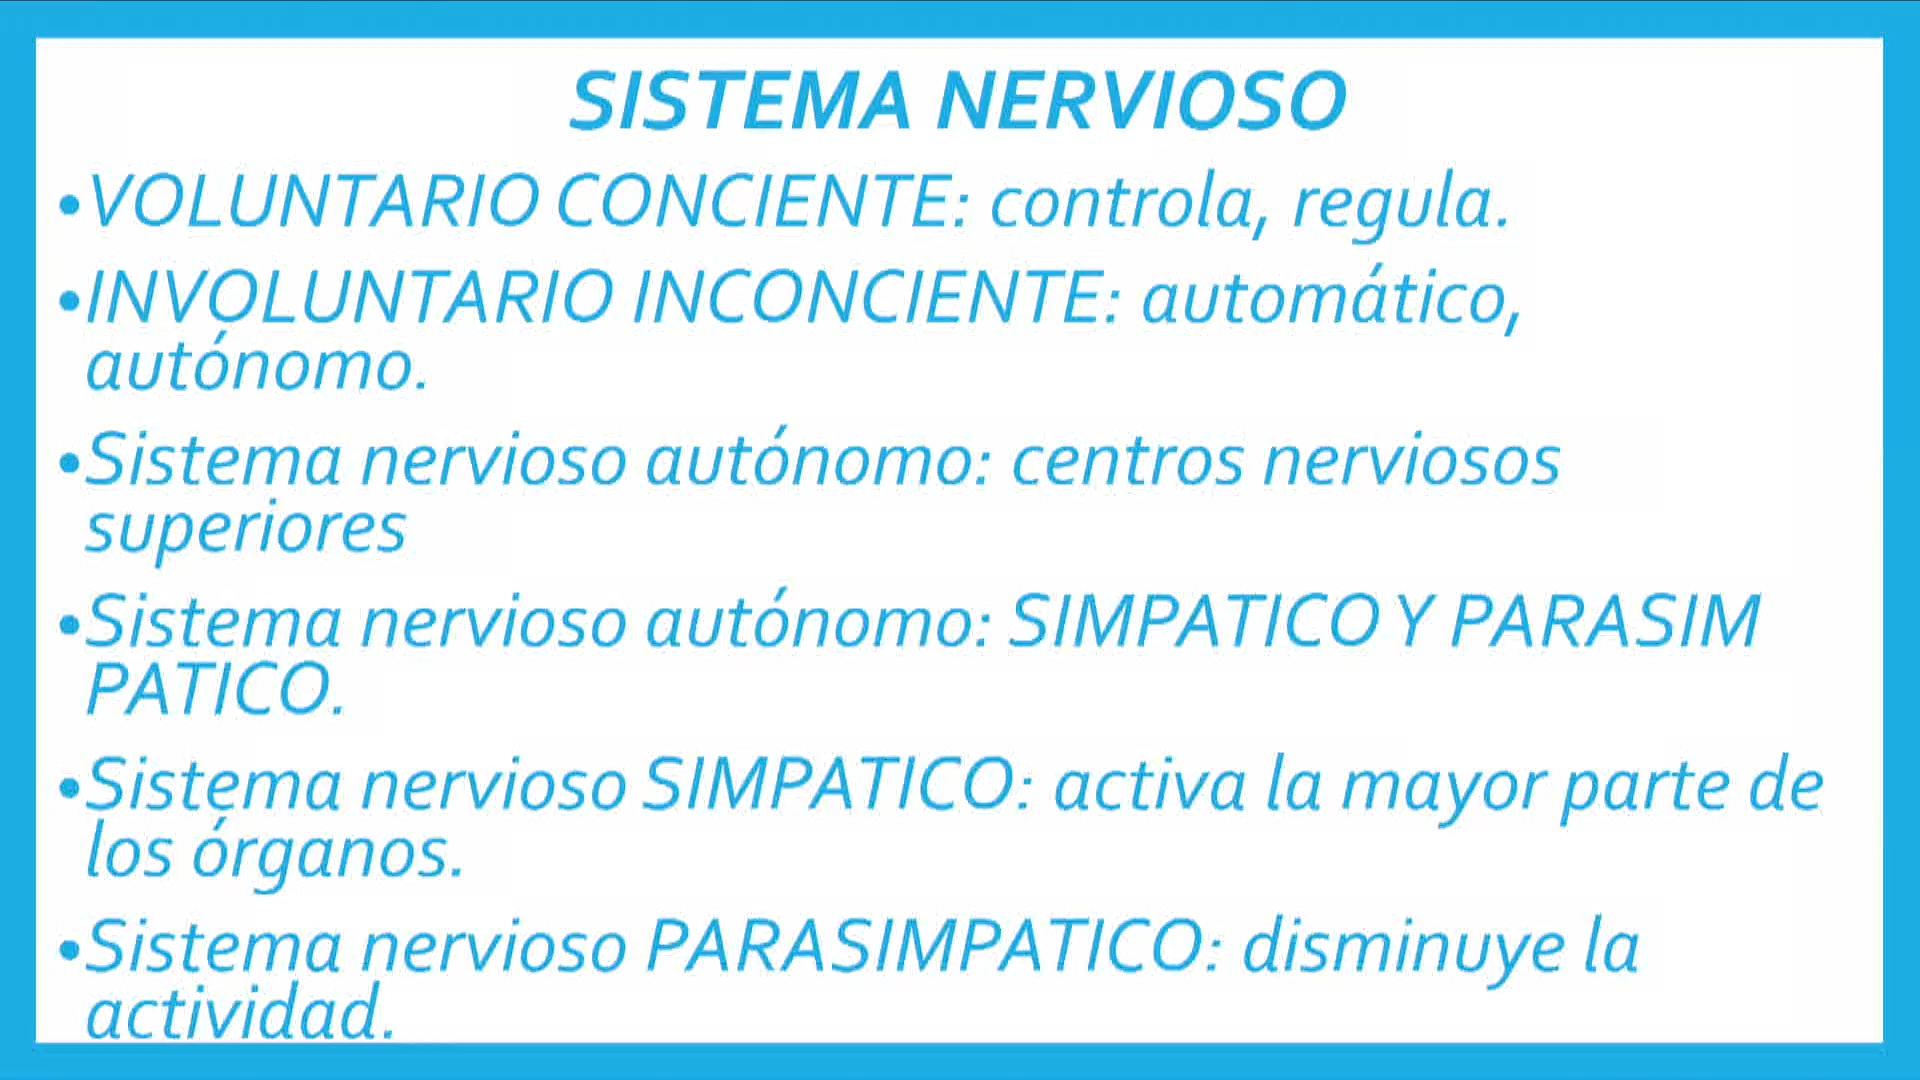 SISTEMA NERVIOSO
•VOLUNTARIO CONCIENTE: controla, regula.
•INVOLUNTARIO INCONCIENTE: automático,
autónomo.
•Sistema nervioso autónomo: centros nerviosos
superiores
•Sistema nervioso autónomo: SIMPATICO Y PARASIM
PATICO.
•Sistema nervioso SIMPATICO: activa la mayor parte de
los órganos.
•Sistema nervioso PARASIMPATICO: disminuye la
actividad.